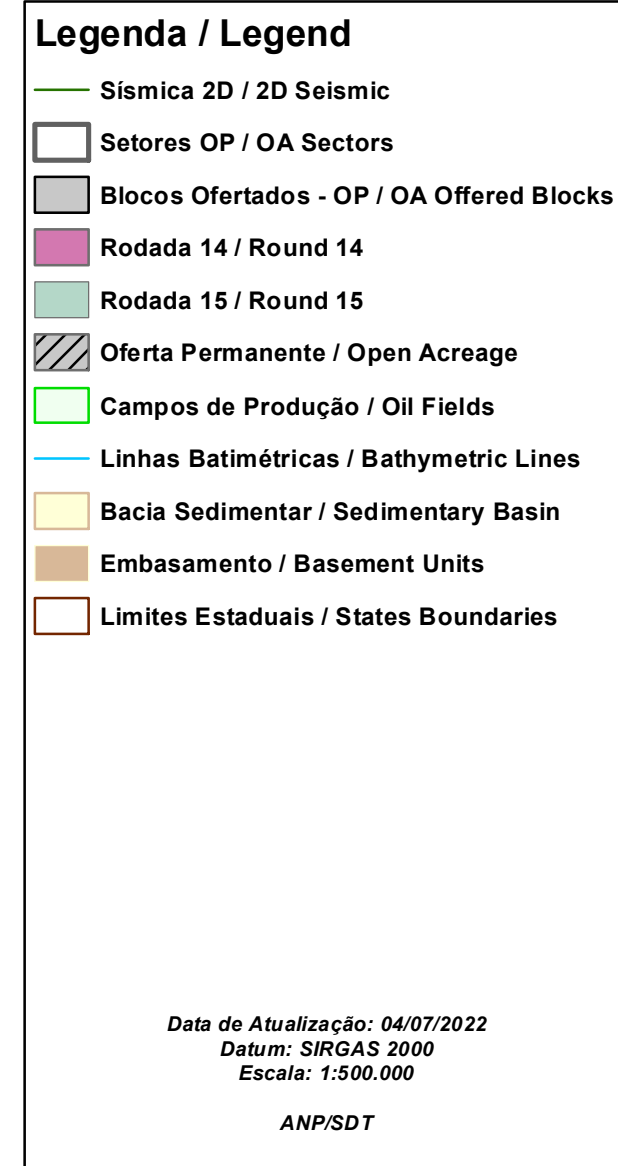 Legenda / Legend
Sísmica 2D / 2D Seismic
Setores OP / OA Sectors
Blocos Ofertados - OP / OA Offered Blocks
Rodada 14 / Round 14
Rodada 15 / Round 15
Oferta Permanente / Open Acreage
Campos de Produção / Oil Fields
Linhas Batimétricas / Bathymetric Lines
Bacia Sedimentar / Sedimentary Basin
Embasamento / Basement Units
Limites Estaduais / States Boundaries
Data de Atualização: 04/07/2022
Datum: SIRGAS 2000
Escala: 1:500.000
ANP/SDT